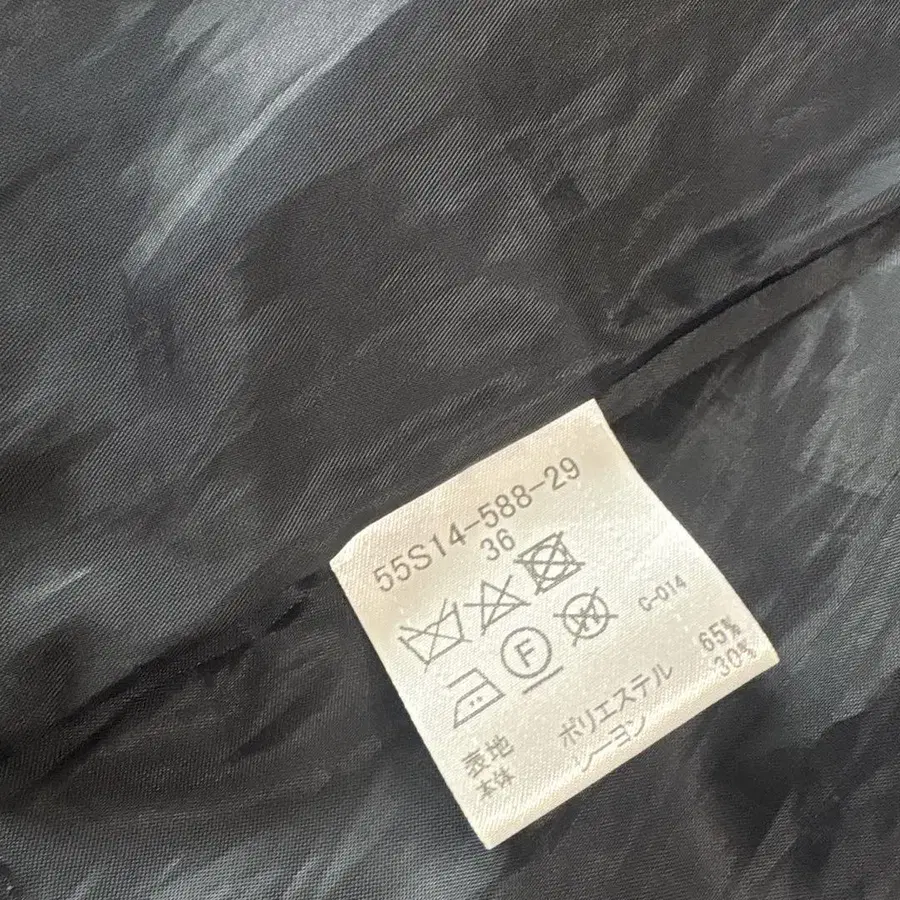 55S14-588-29
36
G-014
F
W
表地 ポリエステル 65%
本体 レーヨン 30%